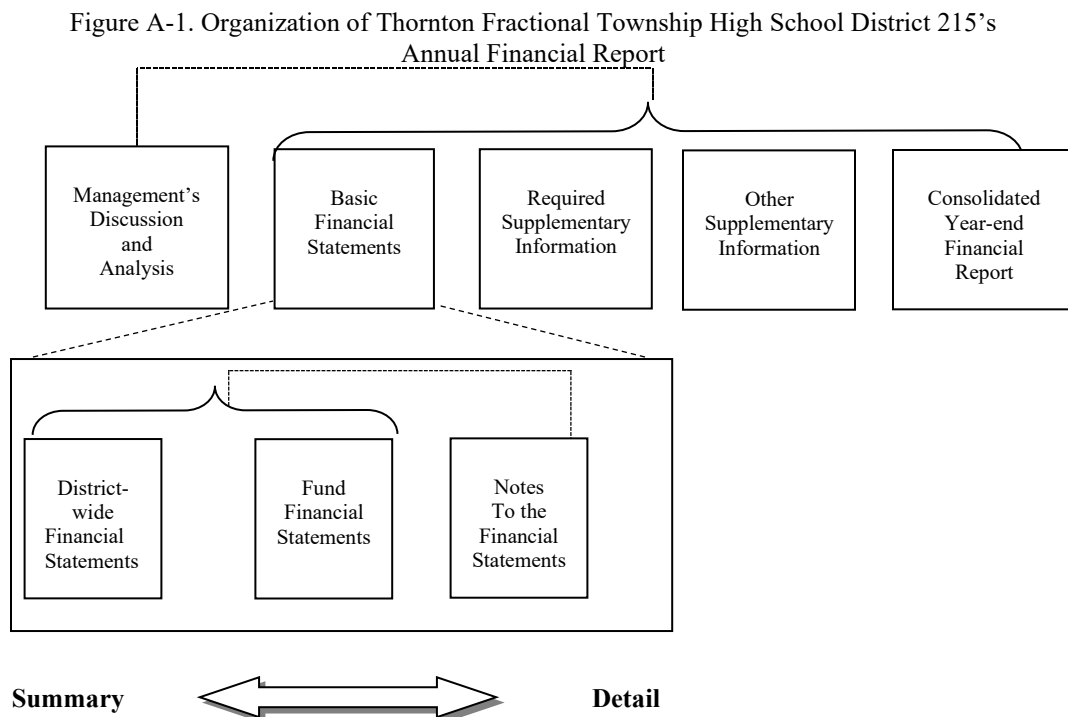 Figure A-1. Organization of Thornton Fractional Township High School District 215’s
Annual Financial Report
Management’s
Discussion
and
Analysis
Basic
Financial
Statements
Required
Supplementary
Information
Other
Supplementary
Information
Consolidated
Year-end
Financial
Report
District-
wide
Financial
Statements
Fund
Financial
Statements
Notes
To the
Financial
Statements
Summary
Detail